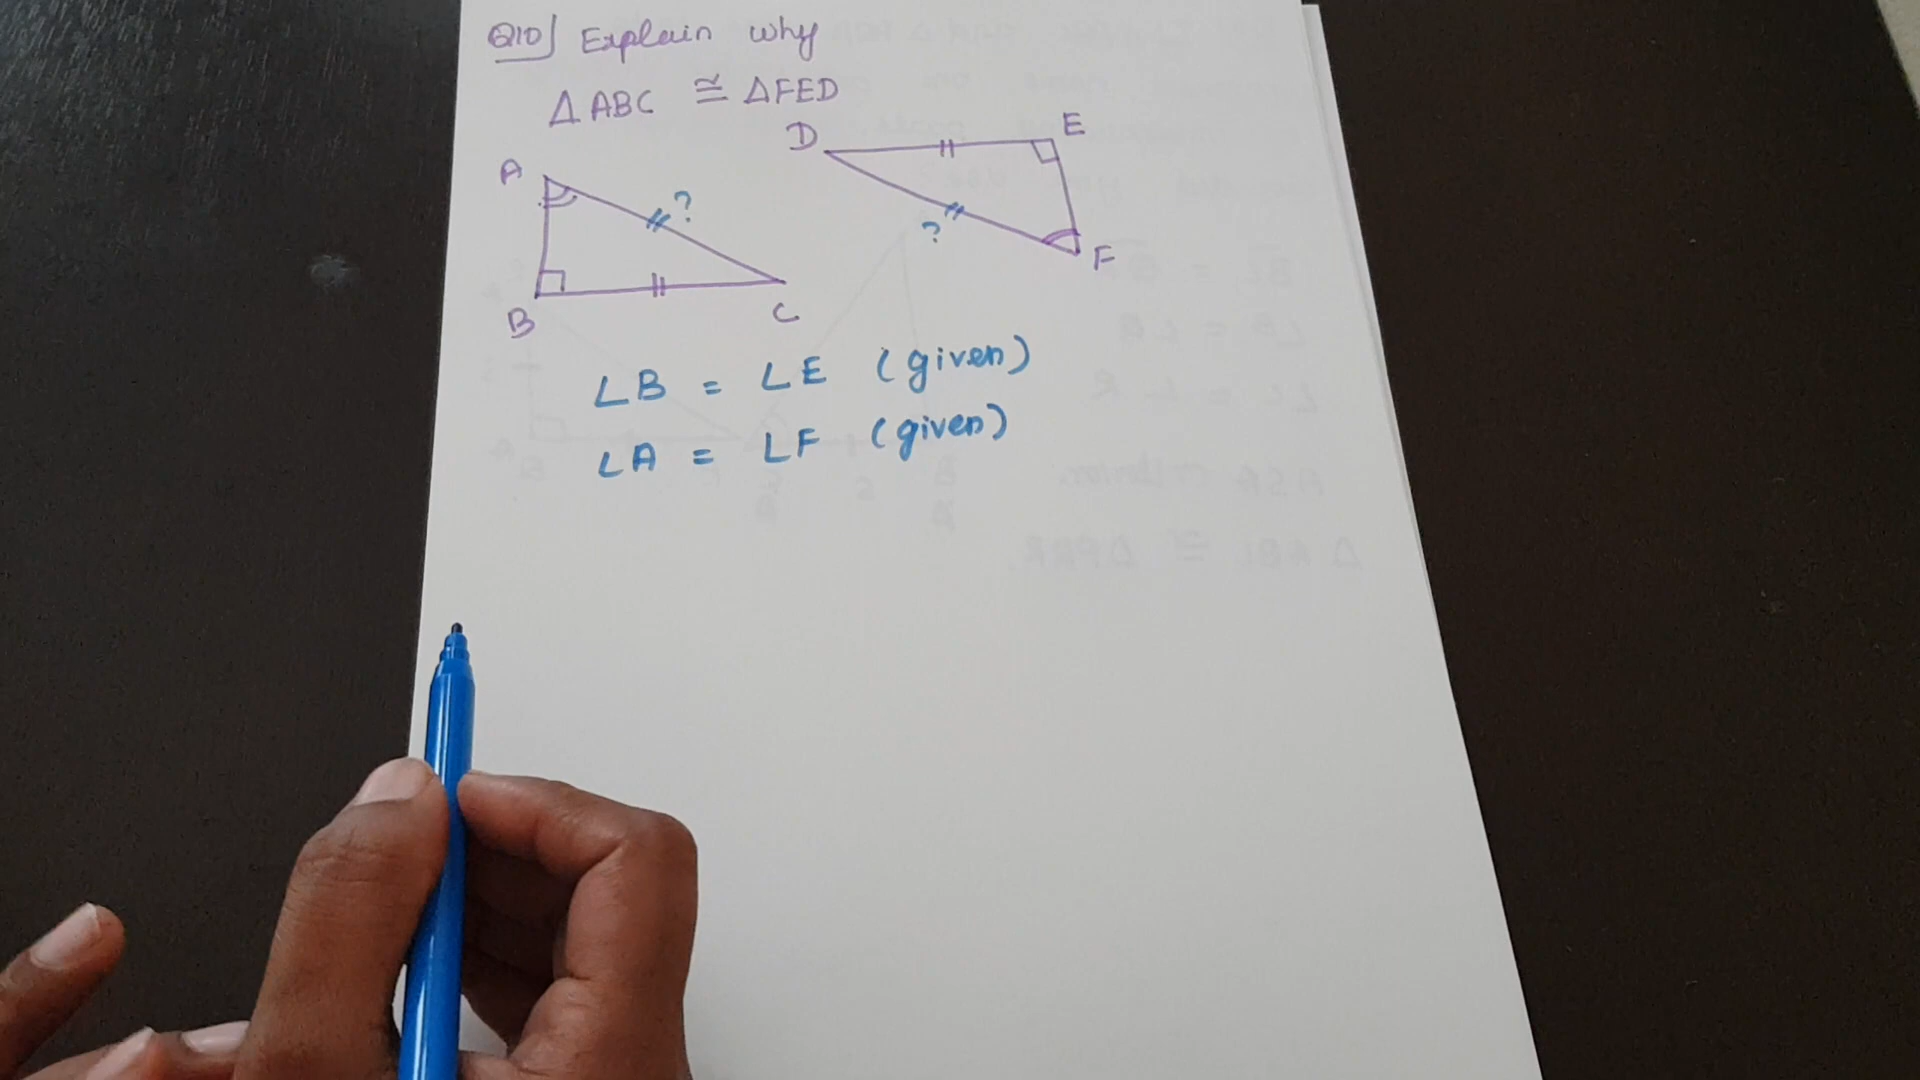 Q10) Explain why
△ABC ≅ △FED
D
E
A
?
?
F
B
C
∠B = ∠E (given)
∠A = ∠F (given)